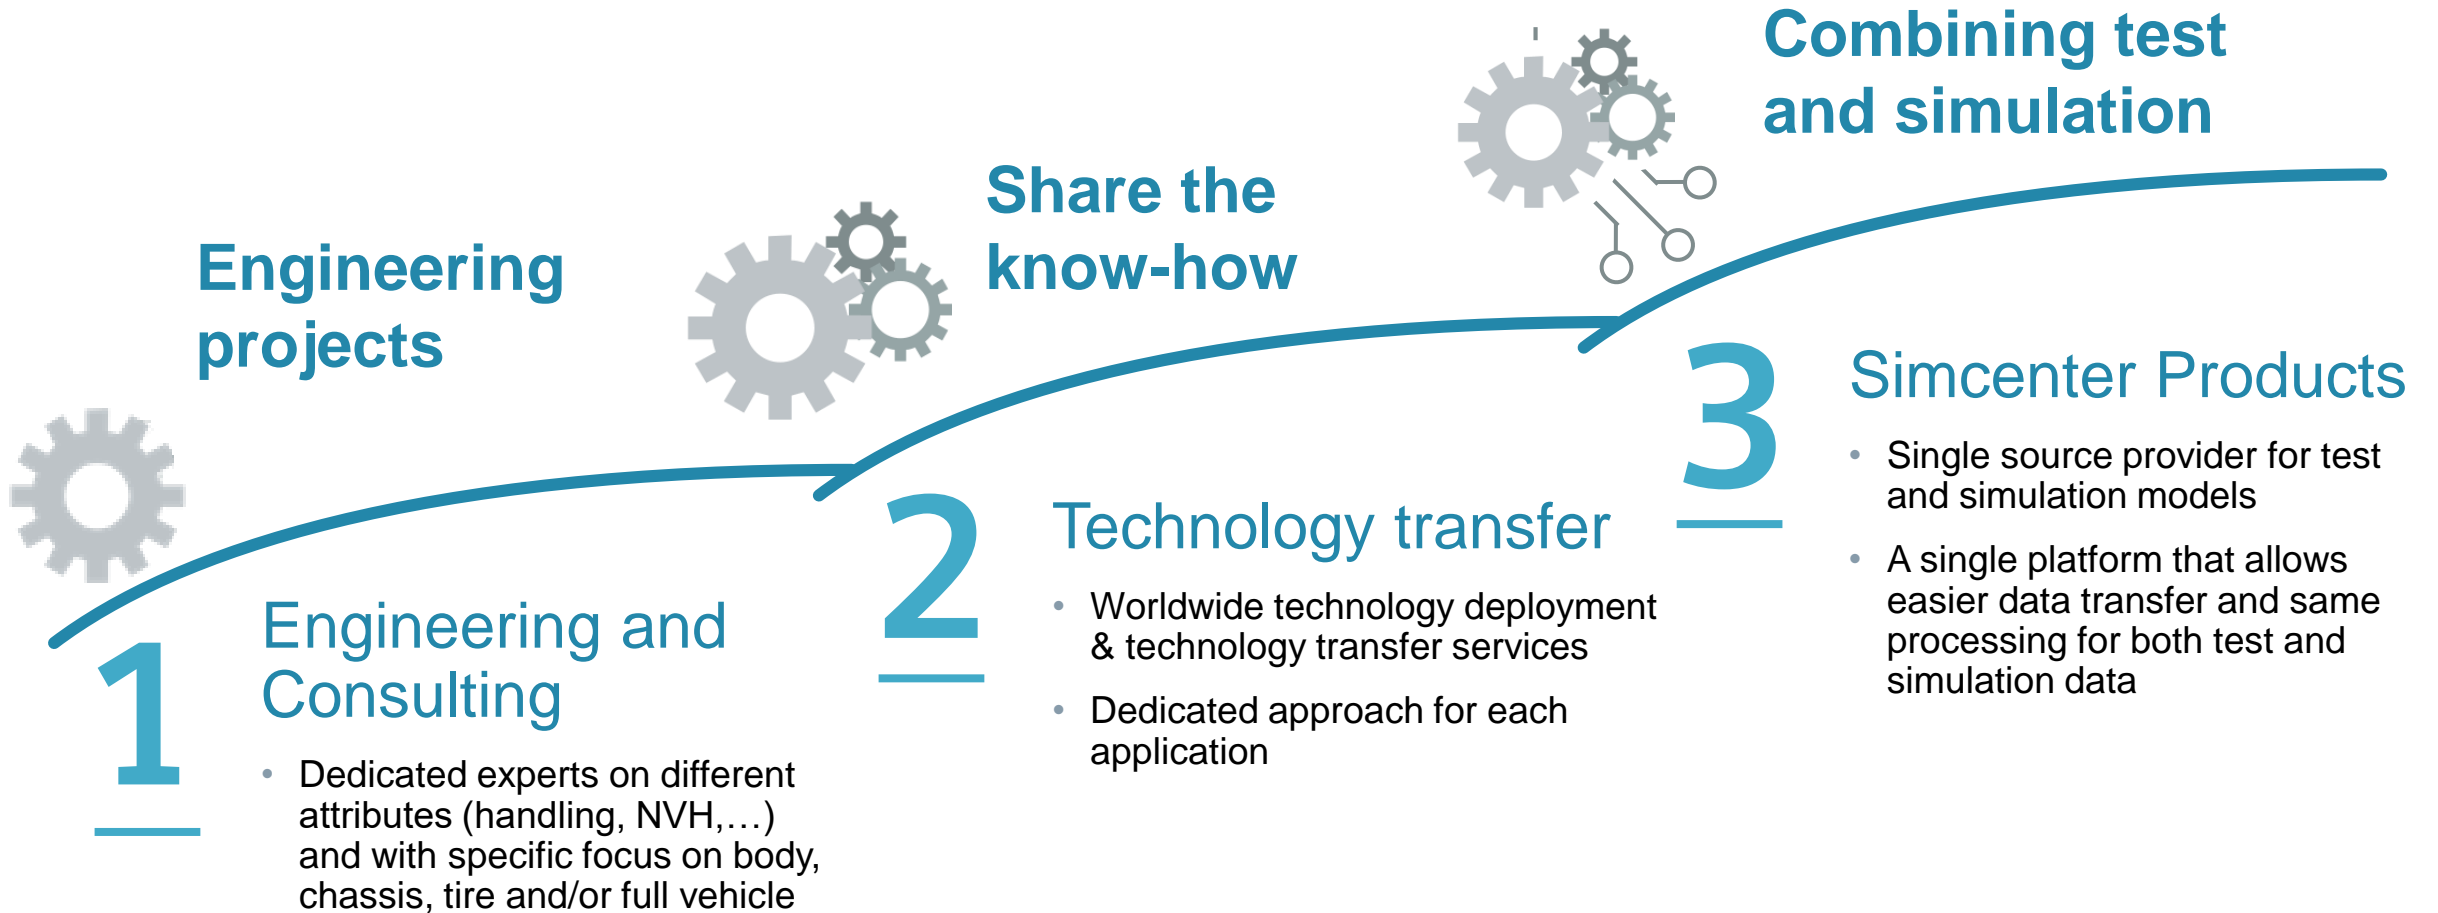 Engineering
projects
1
Engineering and
Consulting
• Dedicated experts on different
attributes (handling, NVH,…)
and with specific focus on body,
chassis, tire and/or full vehicle
Share the
know-how
2
Technology transfer
• Worldwide technology deployment
& technology transfer services
• Dedicated approach for each
application
Combining test
and simulation
3
Simcenter Products
• Single source provider for test
and simulation models
• A single platform that allows
easier data transfer and same
processing for both test and
simulation data